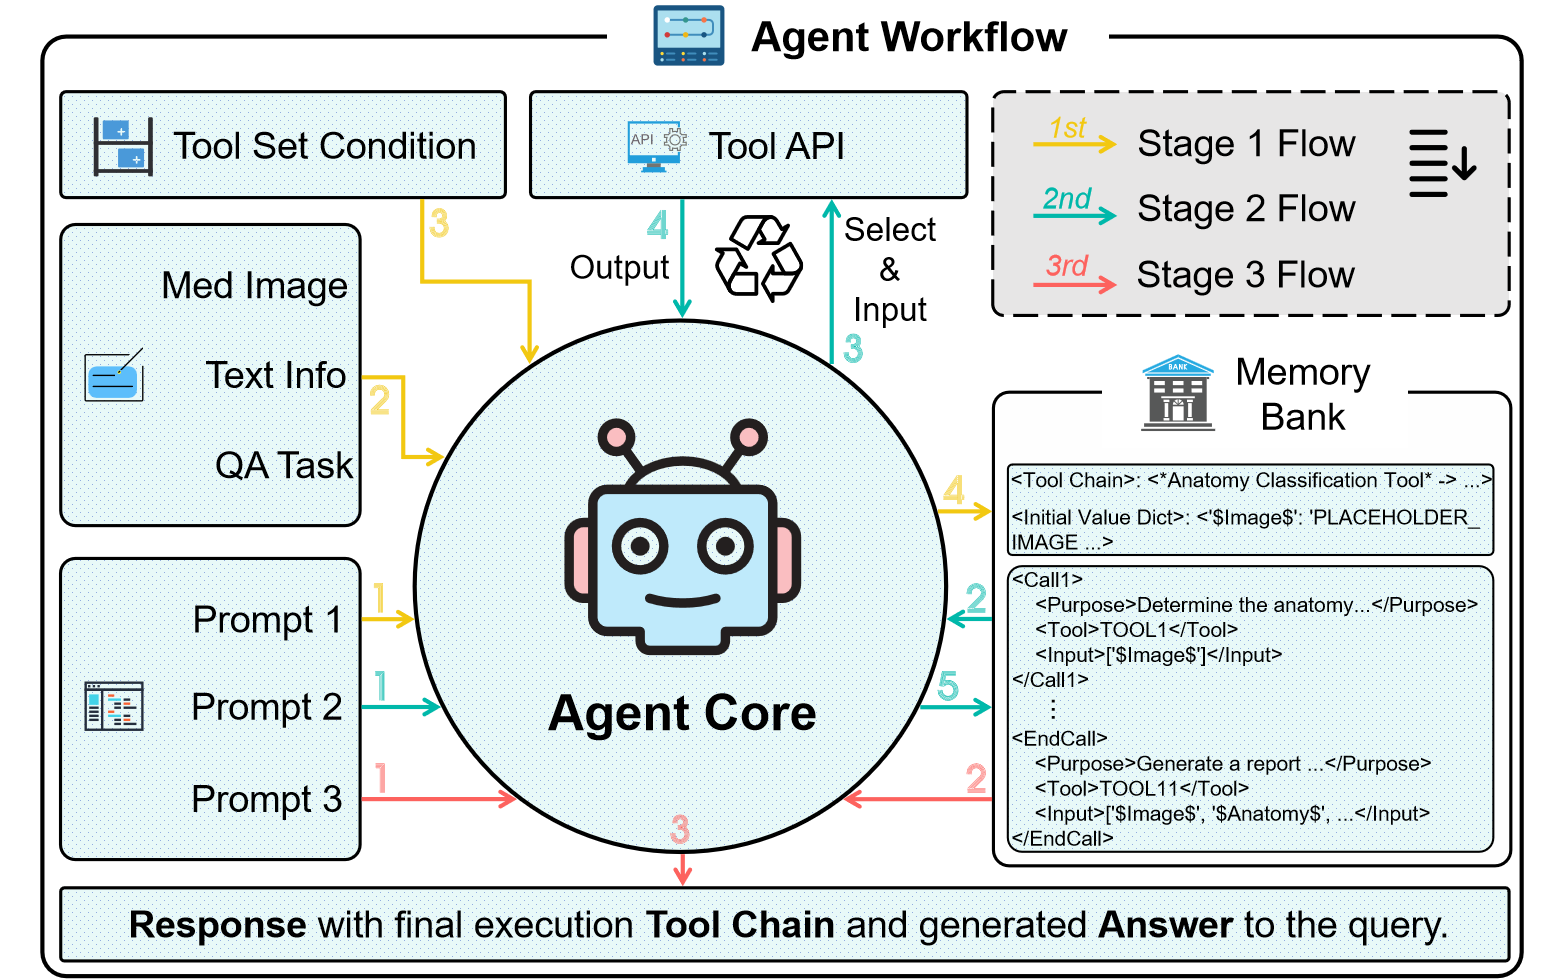 Agent Workflow
Tool Set Condition
API
Tool API
1st
Stage 1 Flow
2nd
Stage 2 Flow
3rd
Stage 3 Flow
3
4
Output
Select
&
Input
3
Med Image
Text Info
QA Task
2
Prompt 1
1
Prompt 2
1
Prompt 3
1
Agent Core
4
2
5
2
3
BANK
Memory
Bank
<Tool Chain>: <*Anatomy Classification Tool* -> ...>
<Initial Value Dict>: <'$Image$': 'PLACEHOLDER_
IMAGE ...>
<Call1>
<Purpose>Determine the anatomy...</Purpose>
<Tool>TOOL1</Tool>
<Input>['$Image$']</Input>
</Call1>
⋮
<EndCall>
<Purpose>Generate a report ...</Purpose>
<Tool>TOOL11</Tool>
<Input>['$Image$', '$Anatomy$', ...</Input>
</EndCall>
Response with final execution Tool Chain and generated Answer to the query.